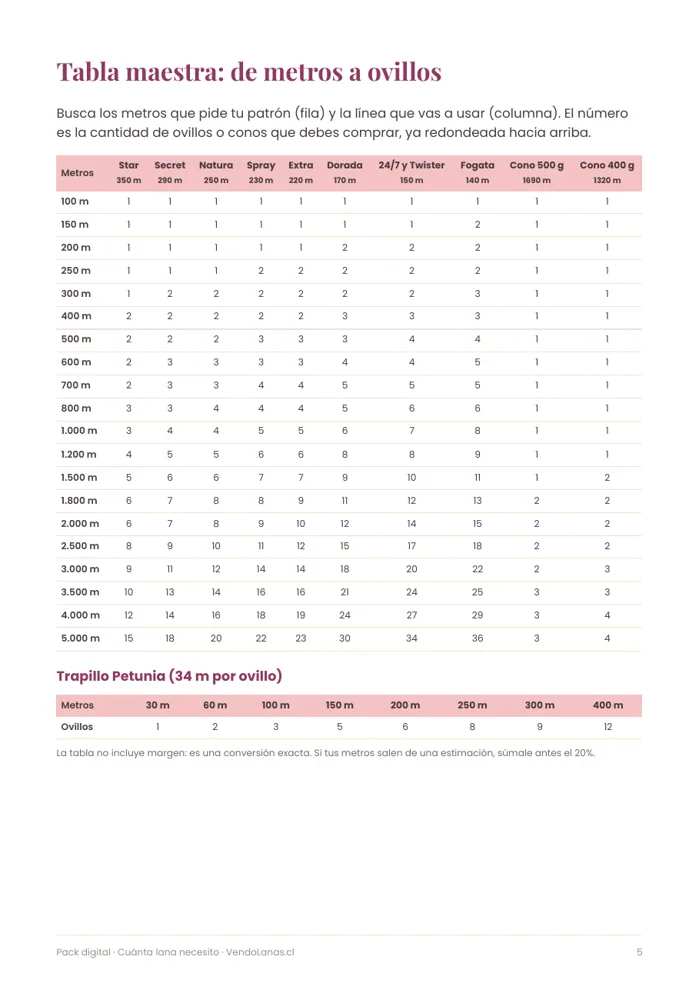 Tabla maestra: de metros a ovillos
Busca los metros que pide tu patrón (fila) y la línea que vas a usar (columna). El número
es la cantidad de ovillos o conos que debes comprar, ya redondeada hacia arriba.
Metros Star Secret Natura Spray Extra Dorada 24/7 y Twister Fogata Cono 500 g Cono 400 g
350 m 290 m 250 m 230 m 220 m 170 m 150 m 140 m 1690 m 1320 m
100 m 1 1 1 1 1 1 1 1 1 1
150 m 1 1 1 1 1 1 1 2 1 1
200 m 1 1 1 1 1 2 2 2 1 1
250 m 1 1 1 2 2 2 2 2 1 1
300 m 1 2 2 2 2 2 2 3 1 1
400 m 2 2 2 2 2 3 3 3 1 1
500 m 2 2 2 3 3 3 4 4 1 1
600 m 2 3 3 3 3 4 4 5 1 1
700 m 2 3 3 4 4 5 5 5 1 1
800 m 3 3 4 4 4 5 6 6 1 1
1.000 m 3 4 4 5 5 6 7 8 1 1
1.200 m 4 5 5 6 6 8 8 9 1 1
1.500 m 5 6 6 7 7 9 10 11 1 2
1.800 m 6 7 8 8 9 11 12 13 2 2
2.000 m 6 7 8 9 10 12 14 15 2 2
2.500 m 8 9 10 11 12 15 17 18 2 2
3.000 m 9 11 12 14 14 18 20 22 2 3
3.500 m 10 13 14 16 16 21 24 25 3 3
4.000 m 12 14 16 18 19 24 27 29 3 4
5.000 m 15 18 20 22 23 30 34 36 3 4
Trapillo Petunia (34 m por ovillo)
Metros 30 m 60 m 100 m 150 m 200 m 250 m 300 m 400 m
Ovillos 1 2 3 5 6 8 9 12
La tabla no incluye margen: es una conversión exacta. Si tus metros salen de una estimación, súmale antes el 20%.
Pack digital · Cuánta lana necesito · VendoLanas.cl 5